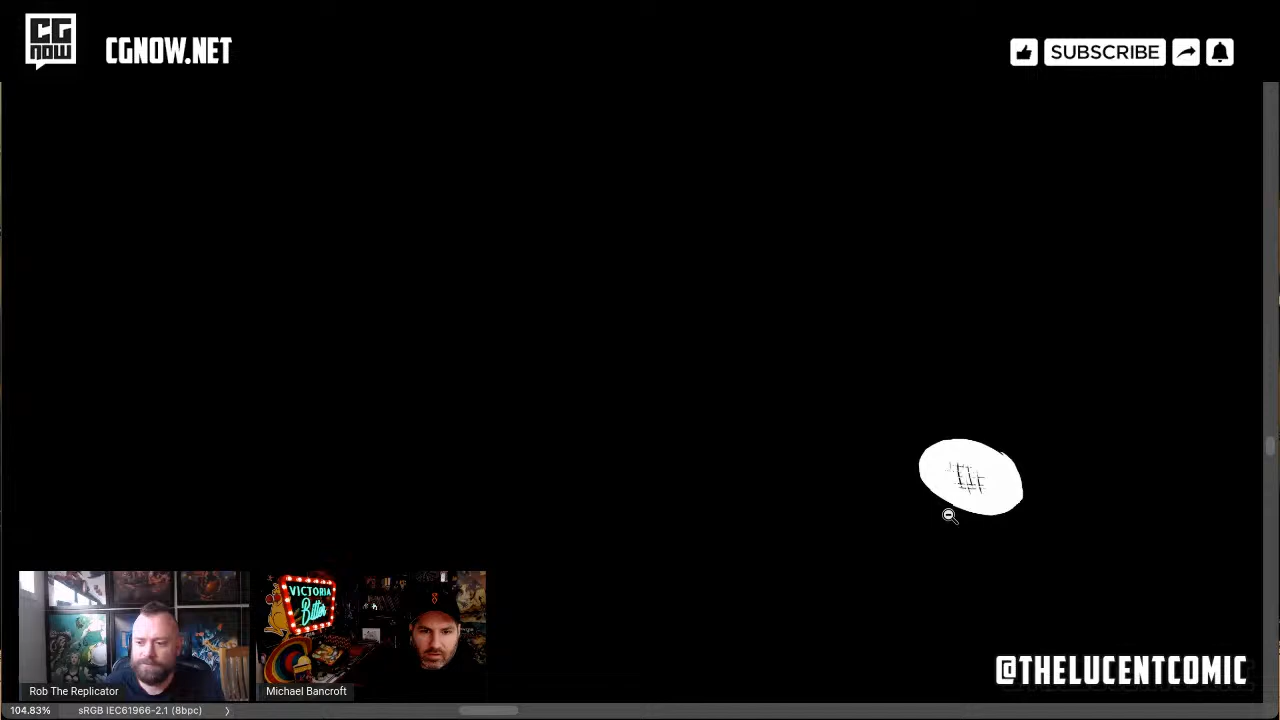 CG
NOW
CGNOW.NET
SUBSCRIBE
VICTORIA
Bitter
Rob The Replicator
Michael Bancroft
@THELUCENTCOMIC
104.83%
sRGB IEC61966-2.1 (8bpc)